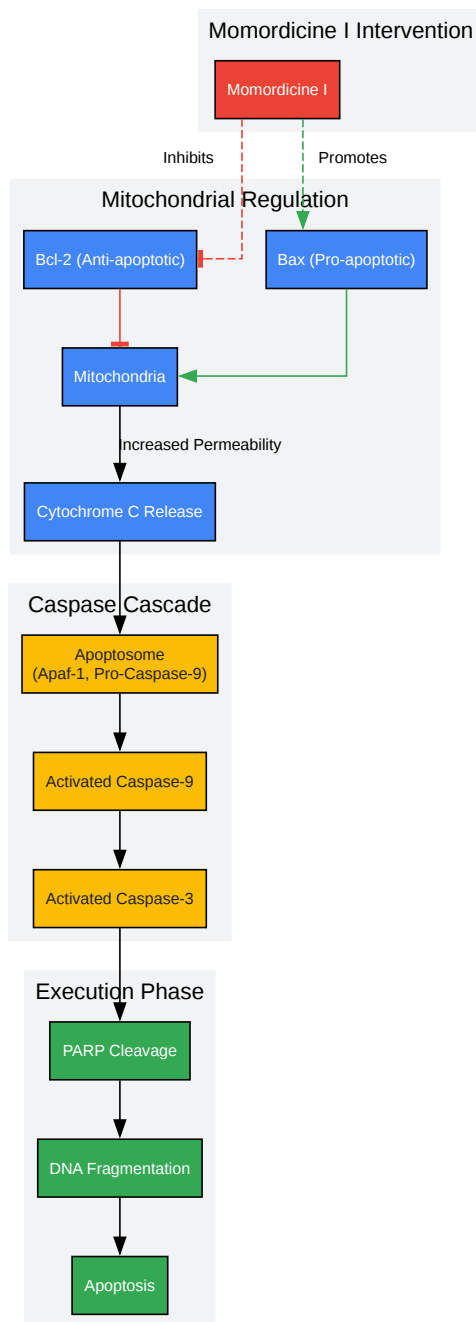 Momordicine I Intervention
Momordicine I
Inhibits
Promotes
Mitochondrial Regulation
Bcl-2 (Anti-apoptotic)
Bax (Pro-apoptotic)
Mitochondria
Increased Permeability
Cytochrome C Release
Caspase Cascade
Apoptosome
(Apaf-1, Pro-Caspase-9)
Activated Caspase-9
Activated Caspase-3
Execution Phase
PARP Cleavage
DNA Fragmentation
Apoptosis